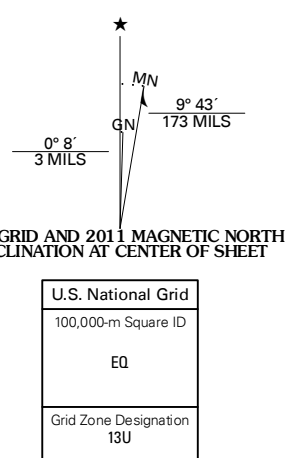 ★
MN
GN
9° 43´
173 MILS
0° 8´
3 MILS
GRID AND 2011 MAGNETIC NORTH
CLINATION AT CENTER OF SHEET
U.S. National Grid
100,000-m Square ID
EQ
Grid Zone Designation
13U